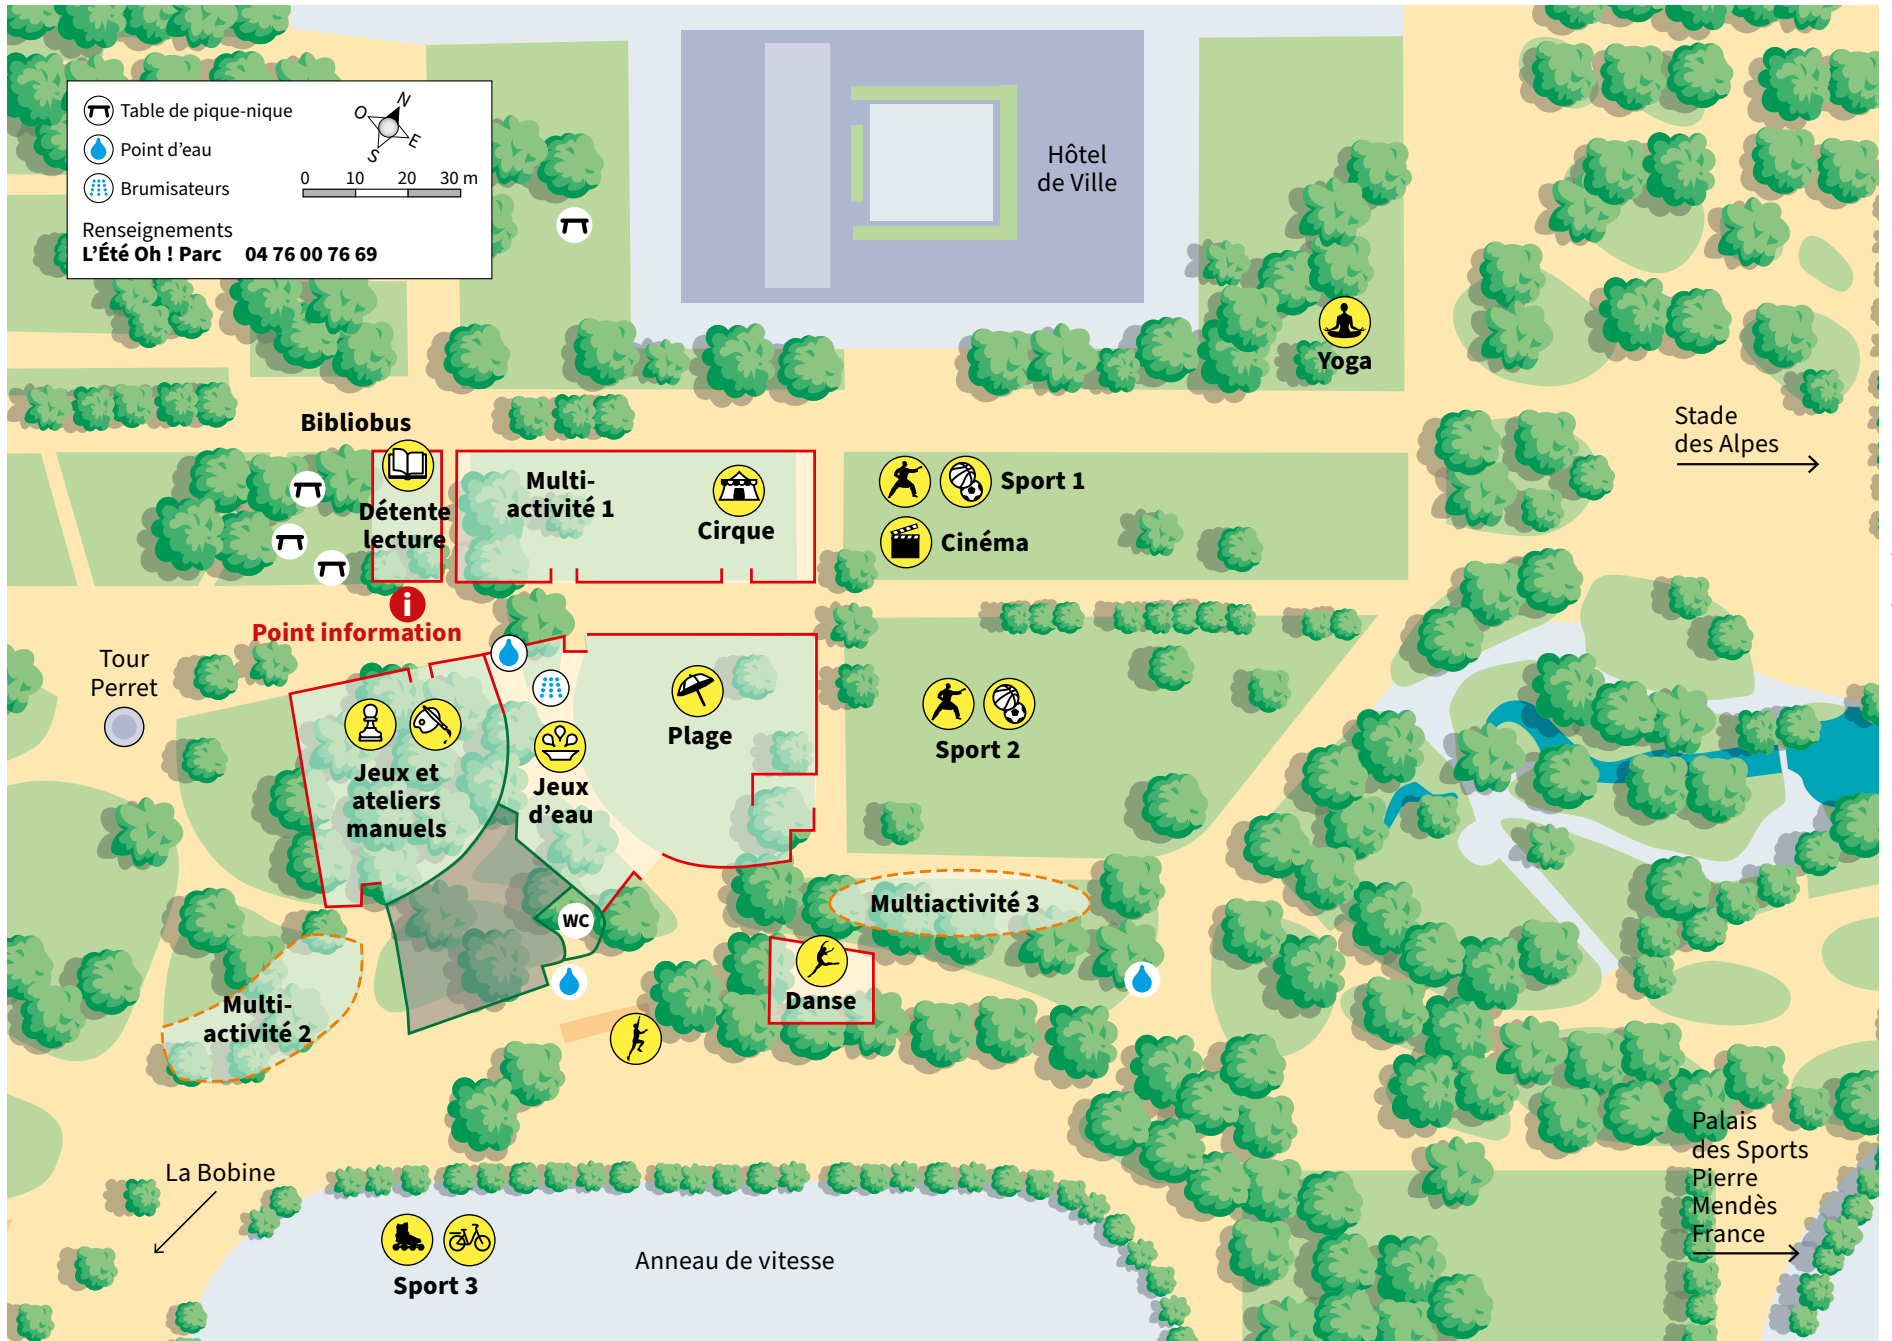 Table de pique-nique
Point d’eau
Brumisateurs
N
O
E
S
0 10 20 30 m
Renseignements
L’Été Oh ! Parc 04 76 00 76 69
Hôtel
de Ville
Yoga
Stade
des Alpes
Bibliobus
Détente
lecture
Multi-
activité 1
Cirque
Sport 1
Cinéma
i
Point information
Tour
Perret
Jeux et
ateliers
manuels
Jeux
d’eau
Plage
Sport 2
Multiactivité 3
WC
Danse
Multi-
activité 2
La Bobine
Sport 3
Anneau de vitesse
Palais
des Sports
Pierre
Mendès
France